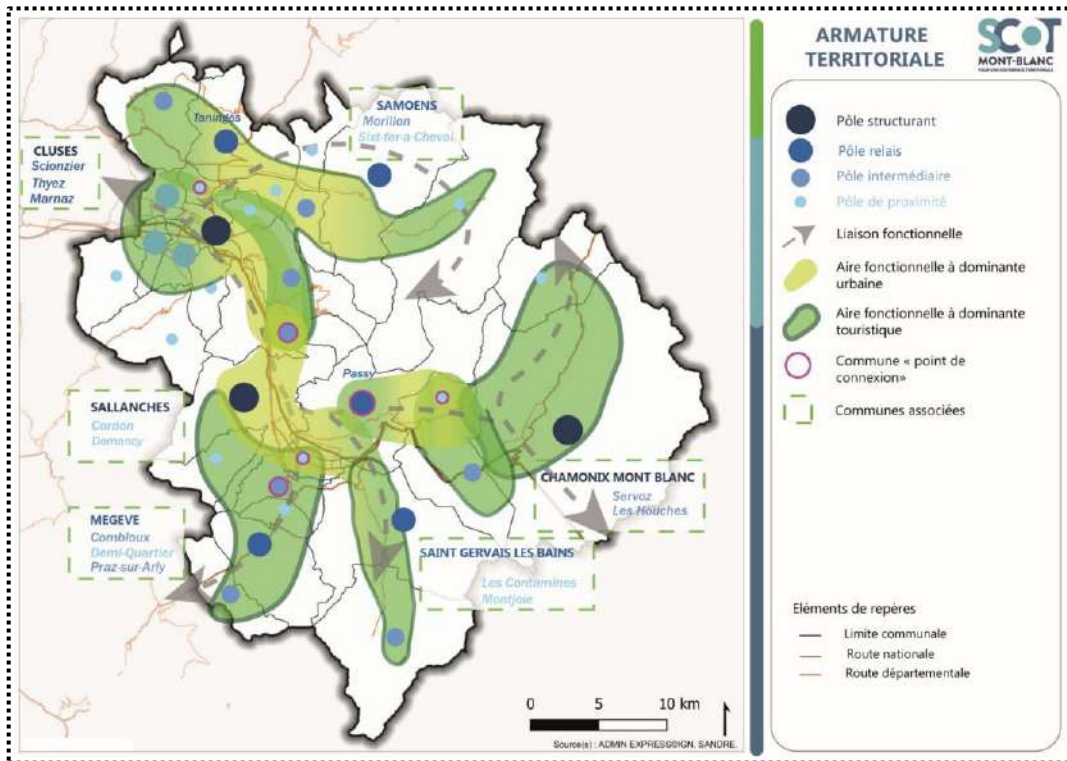 Taninges
SAMOENS
Morillon
Sixt-fer-a-Cheval
CLUSES
Scionzier
Thyez
Marnaz
Passy
SALLANCHES
Cordon
Domancy
CHAMONIX MONT BLANC
Servoz
Les Houches
MEGEVE
Combloux
Demi-Quartier
Praz-sur-Arly
SAINT GERVAIS LES BAINS
Les Contamines
Montjoie
0 5 10 km
Source(s) : ADMIN EXPRESS©IGN, SANDRE.
ARMATURE
TERRITORIALE
SCOT
MONT-BLANC
Pôle structurant
Pôle relais
Pôle intermédiaire
Pôle de proximité
Liaison fonctionnelle
Aire fonctionnelle à dominante
urbaine
Aire fonctionnelle à dominante
touristique
Commune « point de
connexion»
Communes associées
Eléments de repères
Limite communale
Route nationale
Route départementale